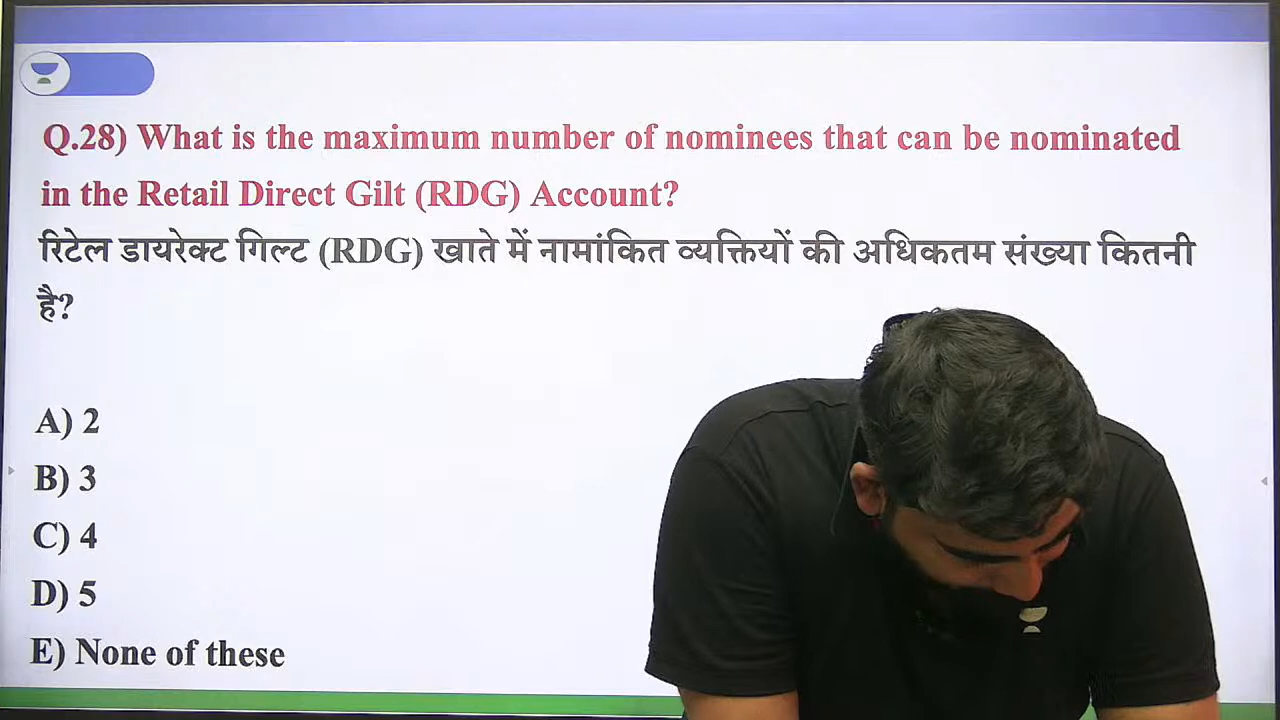 Q.28) What is the maximum number of nominees that can be nominated
in the Retail Direct Gilt (RDG) Account?
रिटेल डायरेक्ट गिल्ट (RDG) खाते में नामांकित व्यक्तियों की अधिकतम संख्या कितनी
है?
A) 2
B) 3
C) 4
D) 5
E) None of these